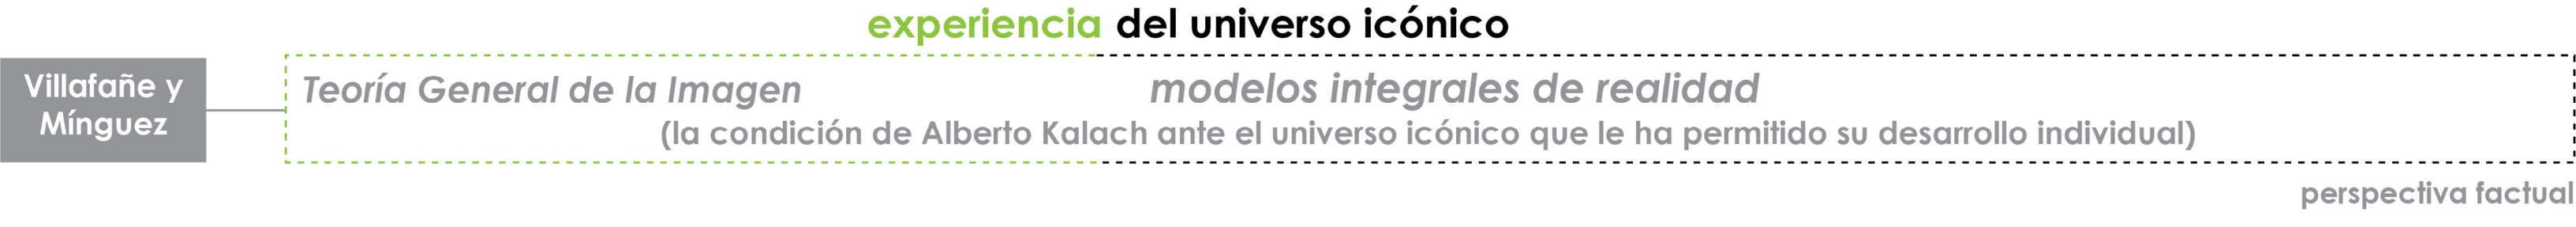 experiencia del universo icónico
Villafañe y
Mínguez
Teoría General de la Imagen modelos integrales de realidad
(la condición de Alberto Kalach ante el universo icónico que le ha permitido su desarrollo individual)
perspectiva factual